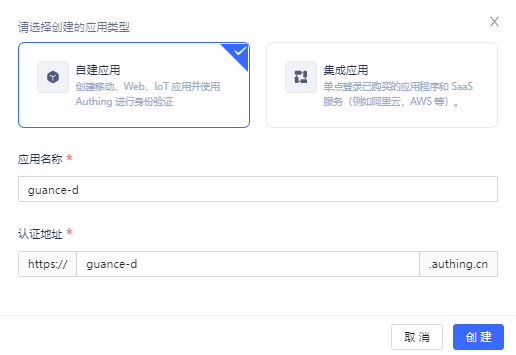 请选择创建的应用类型
自建应用
创建移动、Web、IoT 应用并使用
Authing 进行身份验证
集成应用
单点登录已购买的应用程序和 SaaS
服务（例如阿里云，AWS 等）。
应用名称 *
guance-d
认证地址 *
https:// guance-d .authing.cn
取 消 创 建